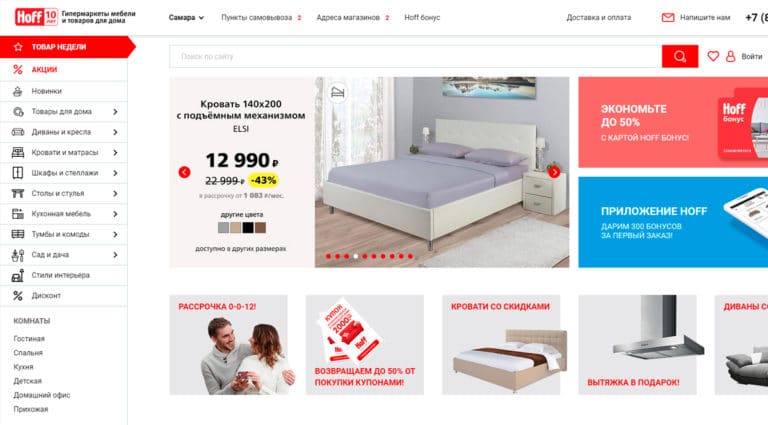 Hoff 10 ЛЕТ
Гипермаркеты мебели
и товаров для дома
Самара
Пункты самовывоза 2
Адреса магазинов 2
Hoff бонус
Доставка и оплата
Напишите нам
+7 (8
ТОВАР НЕДЕЛИ
АКЦИИ
Новинки
Товары для дома
Диваны и кресла
Кровати и матрасы
Шкафы и стеллажи
Столы и стулья
Кухонная мебель
Тумбы и комоды
Сад и дача
Стили интерьера
Дисконт
КОМНАТЫ
Гостиная
Спальня
Кухня
Детская
Домашний офис
Прихожая
Поиск по сайту
Войти
Кровать 140х200
с подъёмным механизмом
ELSI
12 990 ₽
22 999 ₽ -43%
в рассрочку от 1 083 ₽/мес.
другие цвета
доступно в других размерах
ЭКОНОМЬТЕ
ДО 50%
С КАРТОЙ HOFF БОНУС!
Hoff
бонус
ПРИЛОЖЕНИЕ HOFF
ДАРИМ 300 БОНУСОВ
ЗА ПЕРВЫЙ ЗАКАЗ!
РАССРОЧКА 0-0-12!
КУПОН
2000
Hoff
ВОЗВРАЩАЕМ ДО 50% ОТ
ПОКУПКИ КУПОНАМИ!
КРОВАТИ СО СКИДКАМИ
ВЫТЯЖКА В ПОДАРОК!
ДИВАНЫ СО